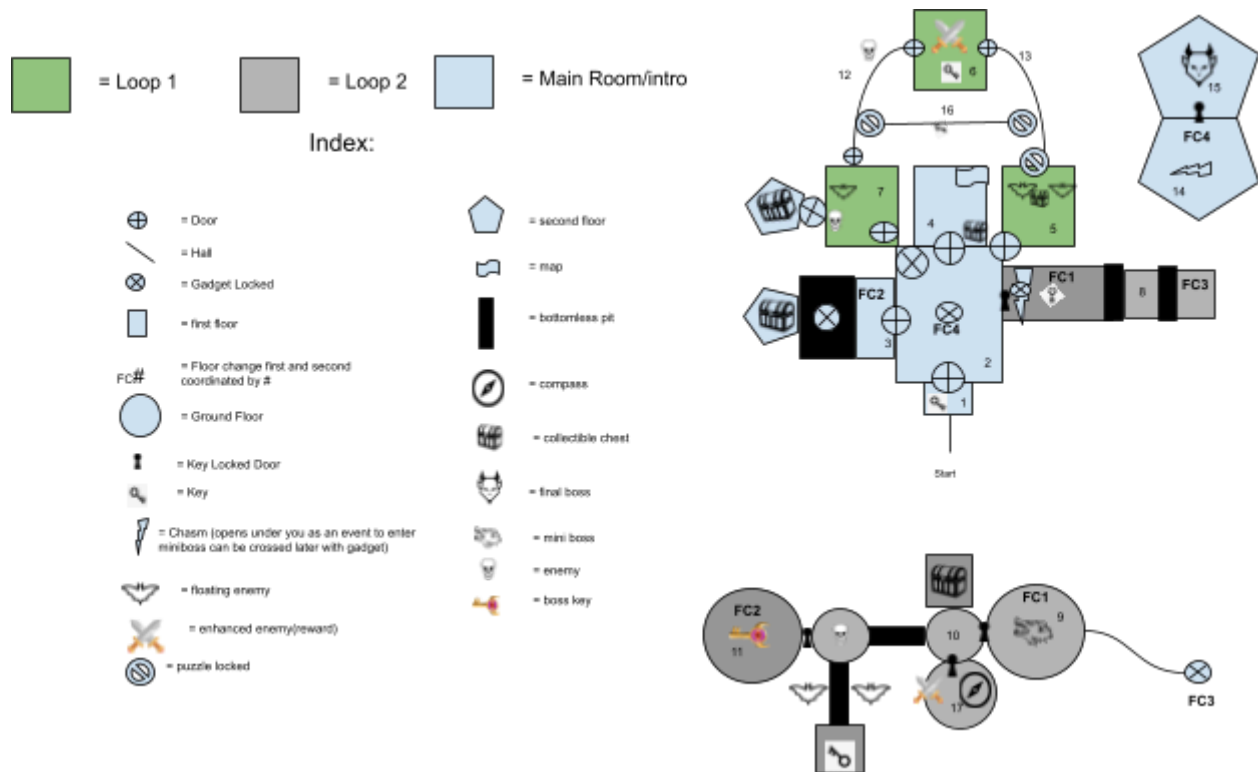 = Loop 1
= Loop 2
= Main Room/intro
Index:
= Door
= Hall
= Gadget Locked
= first floor
= Floor change first and second
coordinated by #
FC#
= Ground Floor
= Key Locked Door
= Key
= Chasm (opens under you as an event to enter
miniboss can be crossed later with gadget)
= floating enemy
= enhanced enemy(reward)
= puzzle locked
= second floor
= map
= bottomless pit
= compass
= collectible chest
= final boss
= mini boss
= enemy
= boss key
12
6
13
16
15
FC4
14
7
4
5
FC2
3
FC4
2
FC1
8
FC3
1
Start
FC2
11
10
FC1
9
17
FC3